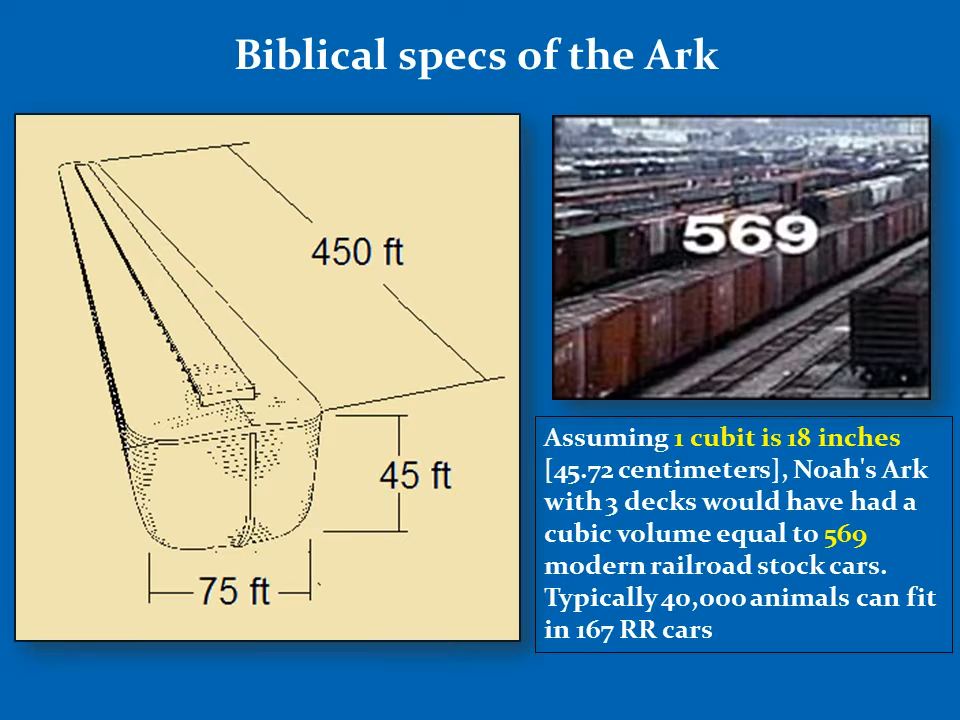 Biblical specs of the Ark
450 ft
45 ft
75 ft
569
Assuming 1 cubit is 18 inches
[45.72 centimeters], Noah's Ark
with 3 decks would have had a
cubic volume equal to 569
modern railroad stock cars.
Typically 40,000 animals can fit
in 167 RR cars